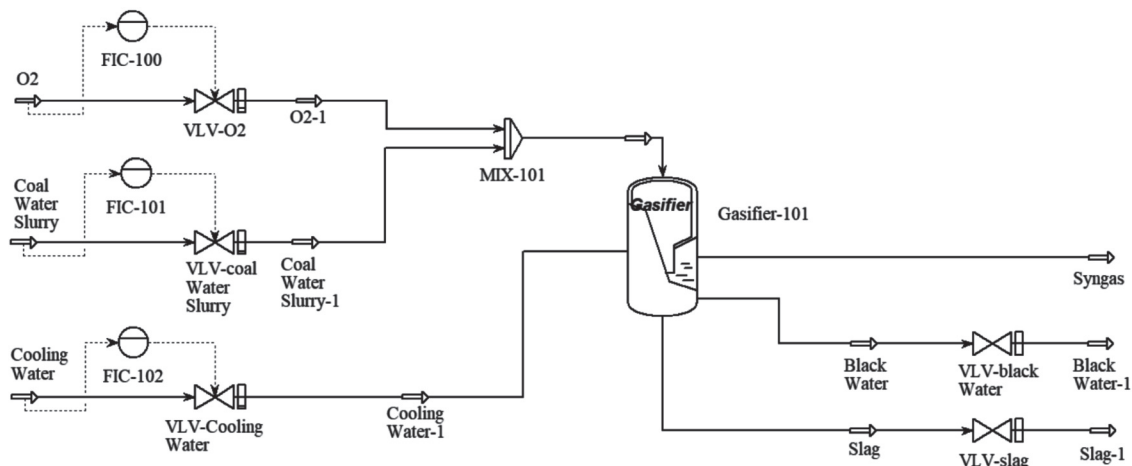 FIC-100
O2
VLV-O2
O2-1
MIX-101
Coal
Water
Slurry
FIC-101
VLV-coal
Water
Slurry
Coal
Water
Slurry-1
Gasifier
Gasifier-101
Syngas
Cooling
Water
FIC-102
VLV-Cooling
Water
Cooling
Water-1
Black
Water
VLV-black
Water
Black
Water-1
Slag
VLV-slag
Slag-1